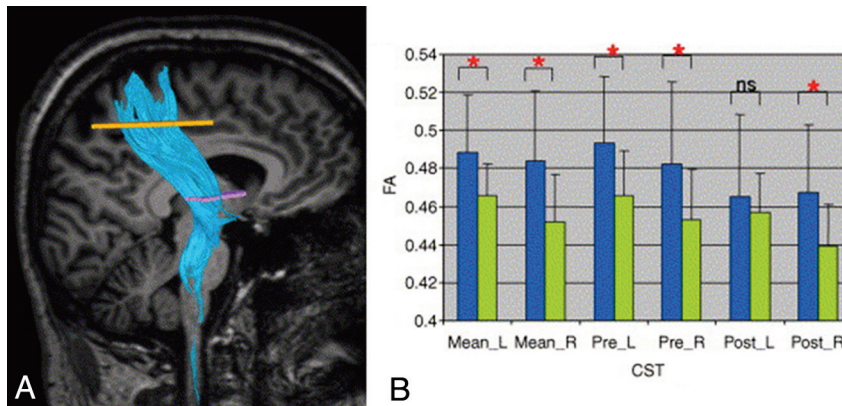 A
B
FA
0.54
0.52
0.5
0.48
0.46
0.44
0.42
0.4
*
*
*
*
ns
*
Mean_L Mean_R Pre_L Pre_R Post_L Post_R
CST